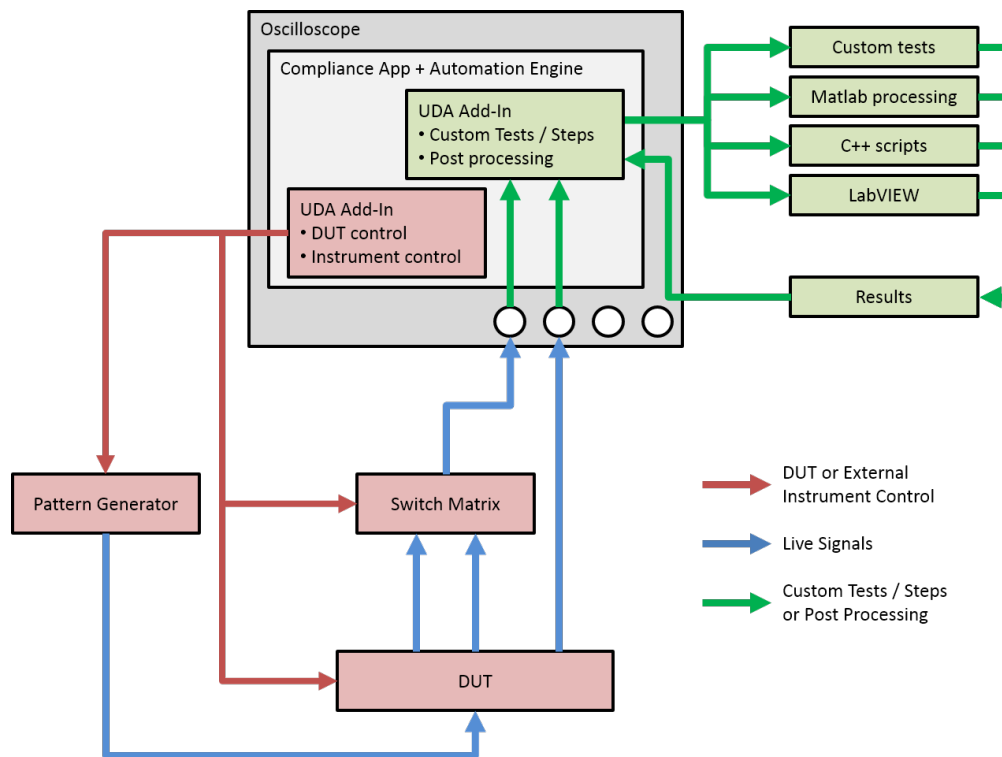 Oscilloscope
Compliance App + Automation Engine
UDA Add-In
• Custom Tests / Steps
• Post processing
UDA Add-In
• DUT control
• Instrument control
Custom tests
Matlab processing
C++ scripts
LabVIEW
Results
Pattern Generator
Switch Matrix
DUT
DUT or External
Instrument Control
Live Signals
Custom Tests / Steps
or Post Processing